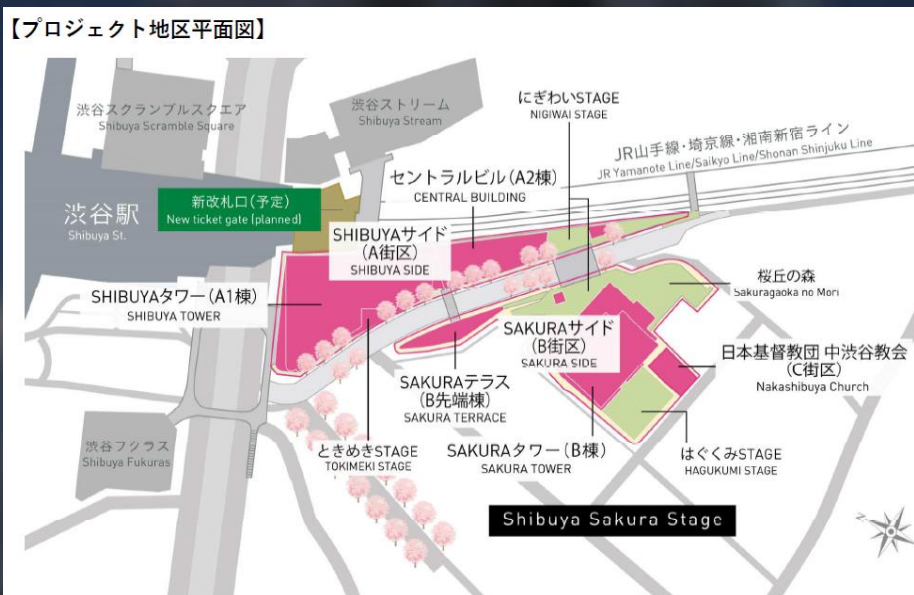 【プロジェクト地区平面図】
渋谷スクランブルスクエア
Shibuya Scramble Square
渋谷ストリーム
Shibuya Stream
にぎわいSTAGE
NIGIWAI STAGE
JR山手線・埼京線・湘南新宿ライン
JR Yamanote Line/Saikyo Line/Shonan Shinjuku Line
セントラルビル(A2棟)
CENTRAL BUILDING
新改札口(予定)
New ticket gate (planned)
渋谷駅
Shibuya St.
SHIBUYAサイド
(A街区)
SHIBUYA SIDE
桜丘の森
Sakuragaoka no Mori
SHIBUYAタワー(A1棟)
SHIBUYA TOWER
SAKURAサイド
(B街区)
SAKURA SIDE
日本基督教団 中渋谷教会
(C街区)
Nakashibuya Church
SAKURAテラス
(B先端棟)
SAKURA TERRACE
渋谷フクラス
Shibuya Fukuras
ときめきSTAGE
TOKIMEKI STAGE
SAKURAタワー(B棟)
SAKURA TOWER
はぐくみSTAGE
HAGUKUMI STAGE
Shibuya Sakura Stage